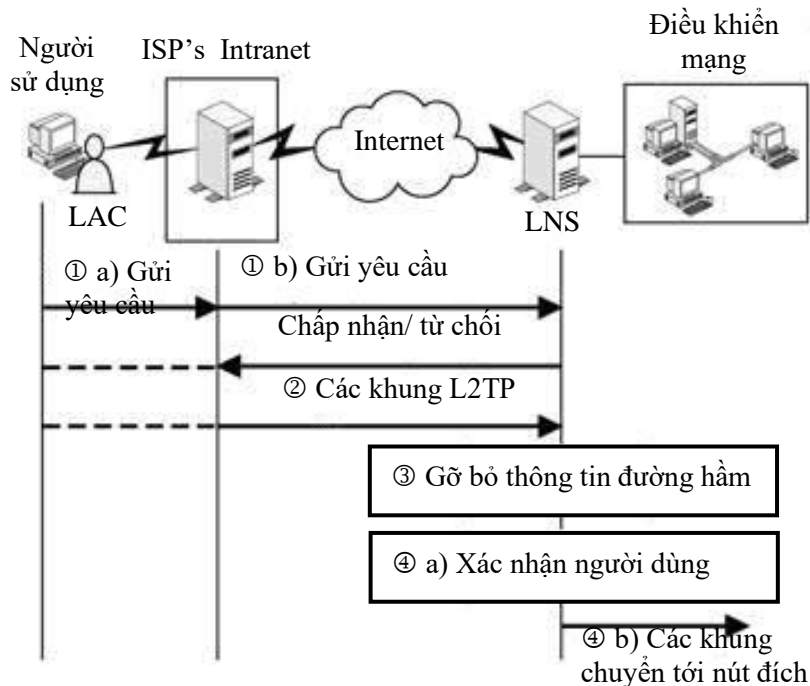 Người
sử dụng
ISP’s Intranet
Điều khiển
mạng
Internet
LAC
LNS
① a) Gửi
yêu cầu
① b) Gửi yêu cầu
Chấp nhận/ từ chối
② Các khung L2TP
③ Gỡ bỏ thông tin đường hầm
④ a) Xác nhận người dùng
④ b) Các khung
chuyển tới nút đích